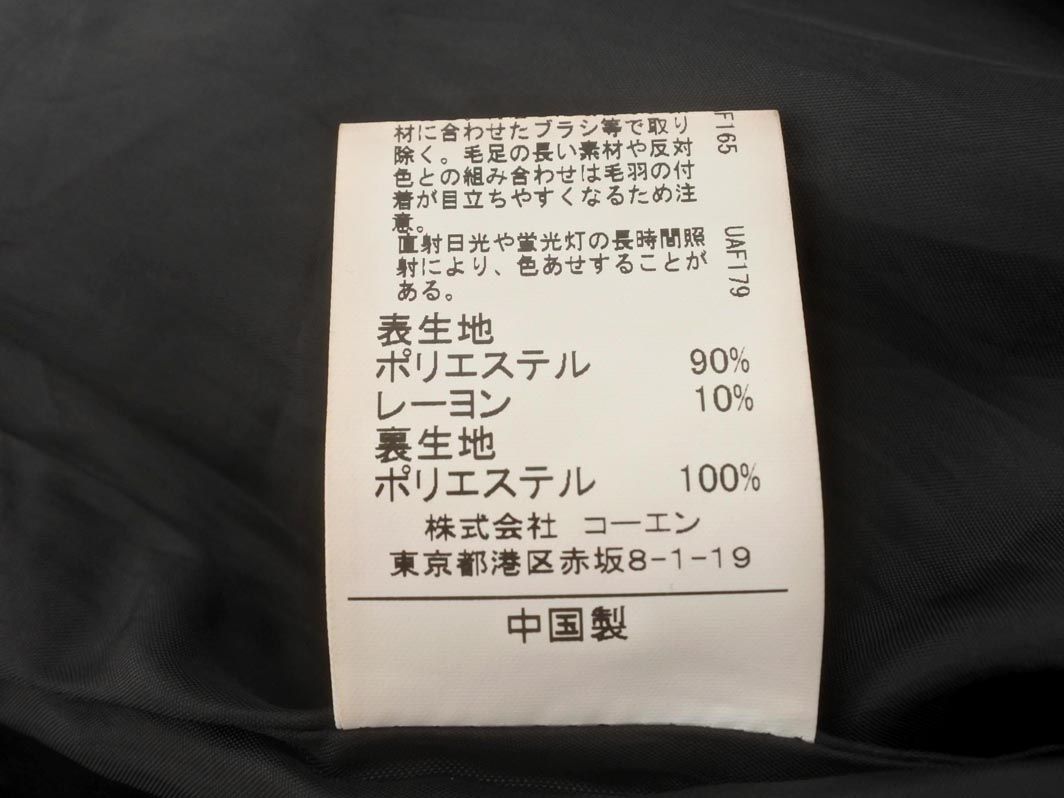 材に合わせたブラシ等で取り
除く。毛足の長い素材や反対
色との組み合わせは毛羽の付
着が目立ちやすくなるため注
意。
直射日光や蛍光灯の長時間照
射により、色あせすることが
ある。
F165
UAF179
表生地
ポリエステル 90%
レーヨン 10%
裏生地
ポリエステル 100%
株式会社 コーエン
東京都港区赤坂8-1-19
中国製